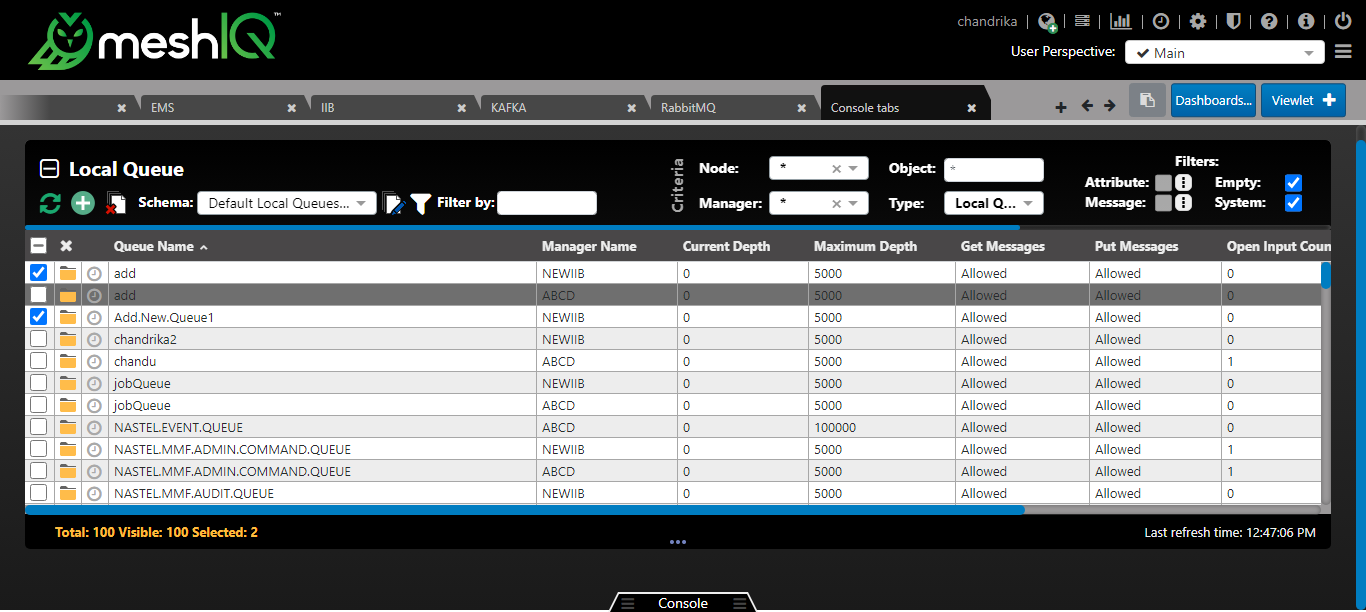 meshIQ™
chandrika
User Perspective: Main
EMS IIB KAFKA RabbitMQ Console tabs Dashboards... Viewlet
Local Queue
Criteria
Node: * Object: *
Manager: * Type: Local Q...
Filters:
Attribute: Empty:
Message: System:
Schema: Default Local Queues... Filter by:
Queue Name Manager Name Current Depth Maximum Depth Get Messages Put Messages Open Input Coun
add NEWIIB 0 5000 Allowed Allowed 0
add ABCD 0 5000 Allowed Allowed 0
Add.New.Queue1 NEWIIB 0 5000 Allowed Allowed 0
chandrika2 NEWIIB 0 5000 Allowed Allowed 0
chandu ABCD 0 5000 Allowed Allowed 1
jobQueue NEWIIB 0 5000 Allowed Allowed 0
jobQueue ABCD 0 5000 Allowed Allowed 0
NASTEL.EVENT.QUEUE ABCD 0 100000 Allowed Allowed 0
NASTEL.MMF.ADMIN.COMMAND.QUEUE NEWIIB 0 5000 Allowed Allowed 1
NASTEL.MMF.ADMIN.COMMAND.QUEUE ABCD 0 5000 Allowed Allowed 1
NASTEL.MMF.AUDIT.QUEUE NEWIIB 0 5000 Allowed Allowed 0
Total: 100 Visible: 100 Selected: 2 Last refresh time: 12:47:06 PM
Console